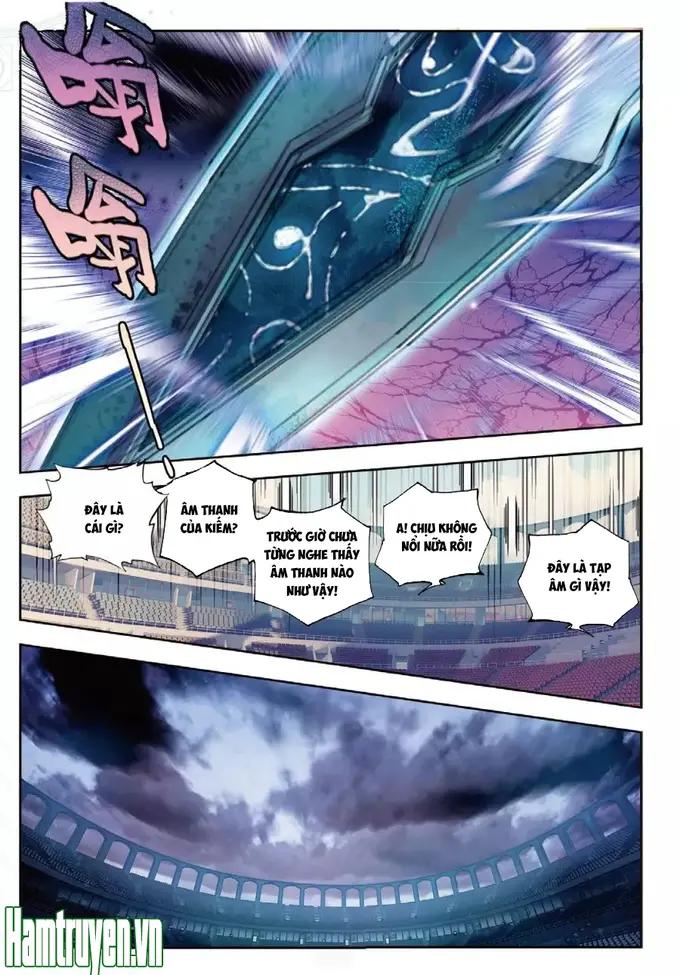 嗡
嗡
ĐÂY LÀ
CÁI GÌ?
ÂM THANH
CỦA KIẾM?
TRƯỚC GIỜ CHƯA
TỪNG NGHE THẤY
ÂM THANH NÀO
NHƯ VẬY!
A! CHỊU KHÔNG
NỔI NỮA RỒI!
ĐÂY LÀ TẠP
ÂM GÌ VẬY!
Hamtruyen.vn